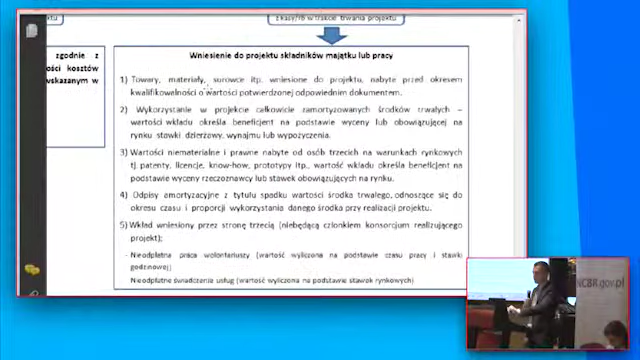 z kasy/rb w trakcie trwania projektu
zgodnie z
ości kosztów
wskazanym w
Wniesienie do projektu składników majątku lub pracy
1) Towary, materiały, surowce itp. wniesione do projektu, nabyte przed okresem
kwalifikowalności o wartości potwierdzonej odpowiednim dokumentem.
2) Wykorzystanie w projekcie całkowicie zamortyzowanych środków trwałych –
wartości wkładu określa beneficjent na podstawie wyceny lub obowiązującej na
rynku stawki dzierżawy, wynajmu lub wypożyczenia.
3) Wartości niematerialne i prawne nabyte od osób trzecich na warunkach rynkowych
tj. patenty, licencje, know-how, prototypy itp., wartość wkładu określa beneficjent na
podstawie wyceny rzeczoznawcy lub stawek obowiązujących na rynku.
4) Odpisy amortyzacyjne z tytułu spadku wartości środka trwałego, odnoszące się do
okresu czasu i proporcji wykorzystania danego środka przy realizacji projektu.
5) Wkład wniesiony przez stronę trzecią (niebędącą członkiem konsorcjum realizującego
projekt);
- Nieodpłatna praca wolontariuszy (wartość wyliczona na podstawie czasu pracy i stawki
godzinowej)
Nieodpłatne świadczenie usług (wartość wyliczona na podstawie stawek rynkowych)
NCBR.gov.pl